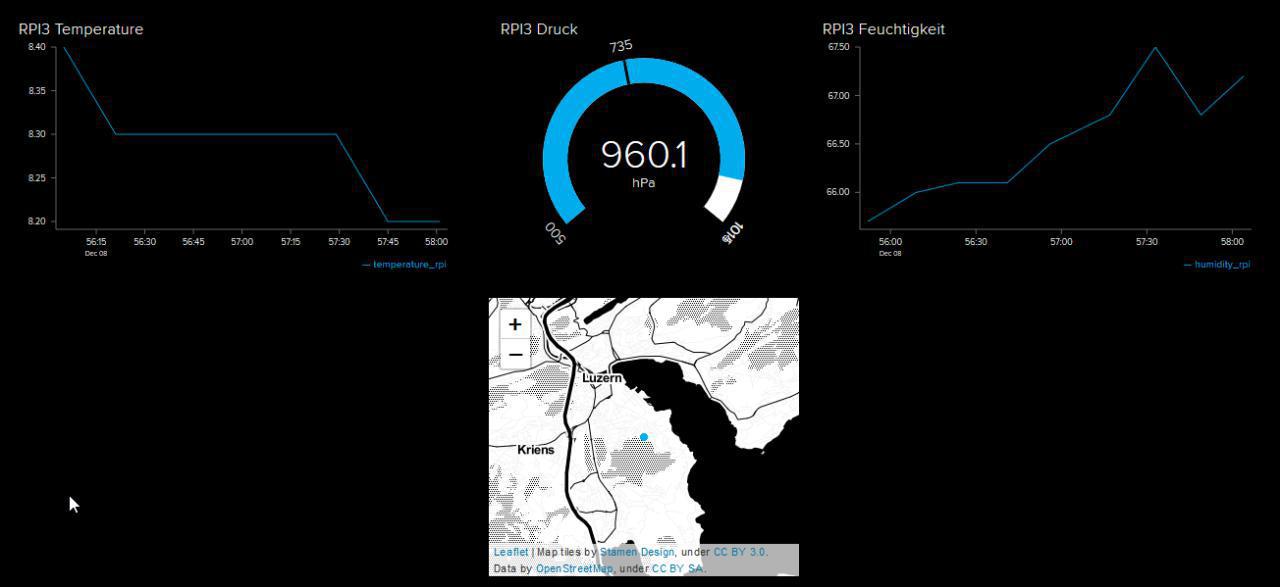 RPI3 Temperature
8.40
8.35
8.30
8.25
8.20
56:15 56:30 56:45 57:00 57:15 57:30 57:45 58:00
Dec 08
temperature_rpi
RPI3 Druck
735
960.1
hPa
500
RPI3 Feuchtigkeit
67.50
67.00
66.50
66.00
56:00 56:30 57:00 57:30 58:00
Dec 08
humidity_rpi
+
−
Luzern
Kriens
Leaflet | Map tiles by Stamen Design, under CC BY 3.0.
Data by OpenStreetMap, under CC BY SA.